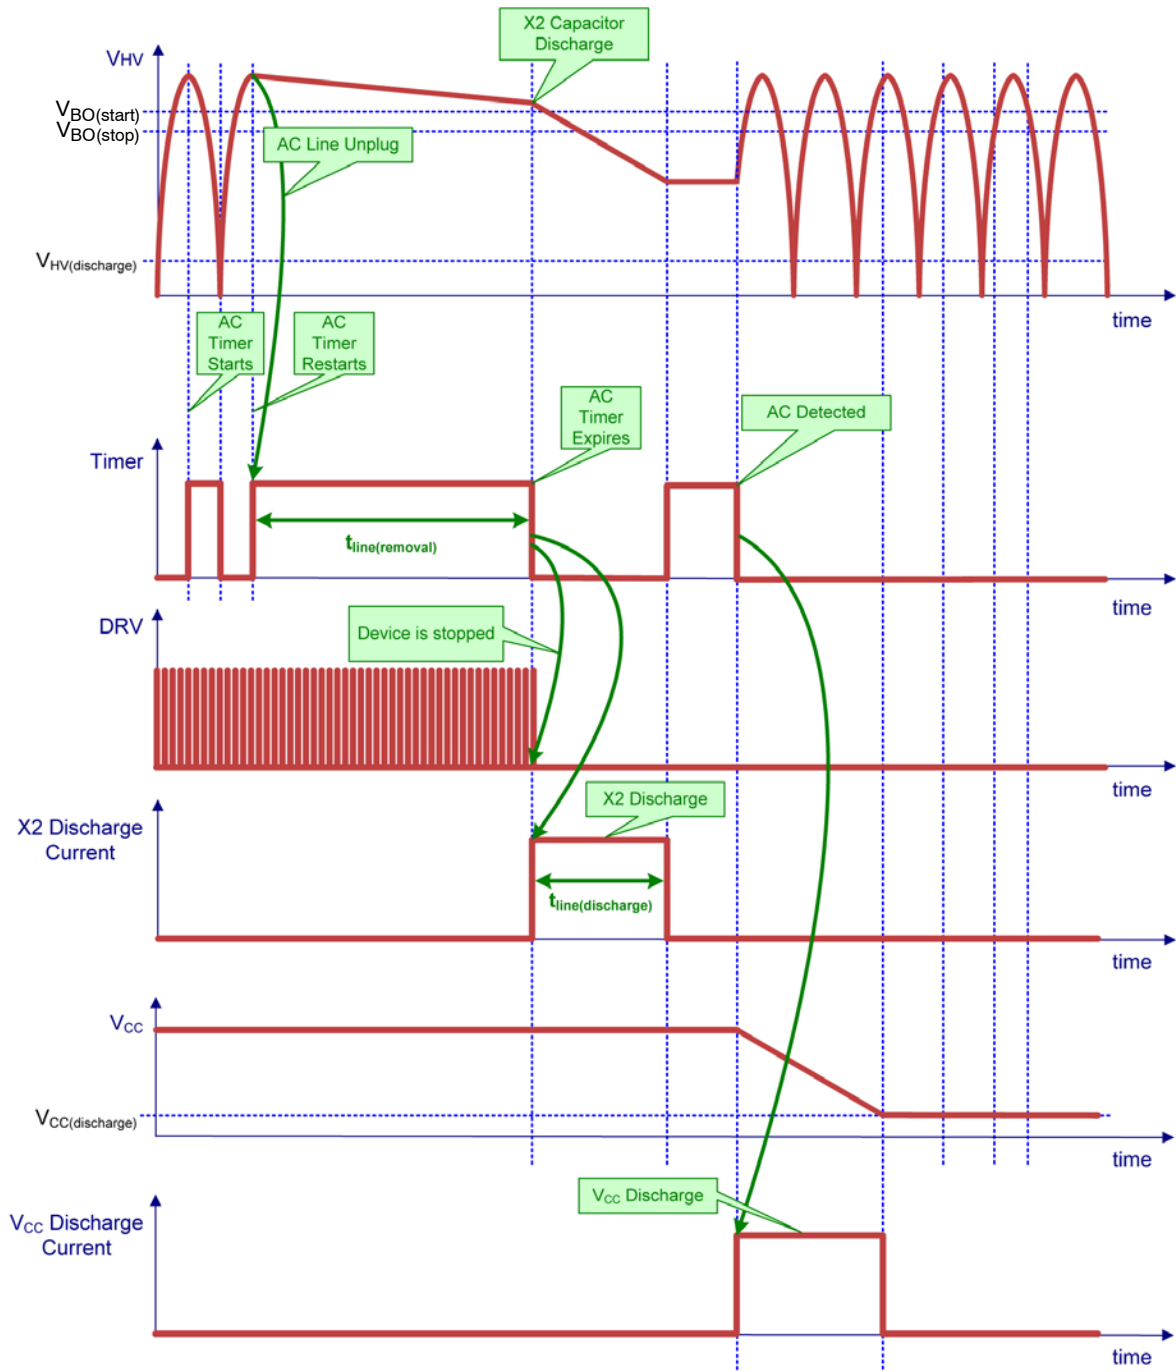 VHV
X2 Capacitor
Discharge
VBO(start)
VBO(stop)
AC Line Unplug
VHV(discharge)
time
AC
Timer
Starts
AC
Timer
Restarts
AC
Timer
Expires
AC Detected
Timer
tline(removal)
time
DRV
Device is stopped
time
X2 Discharge
X2 Discharge
Current
tline(discharge)
time
VCC
VCC(discharge)
time
VCC Discharge
VCC Discharge
Current
time